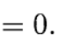 = 0.